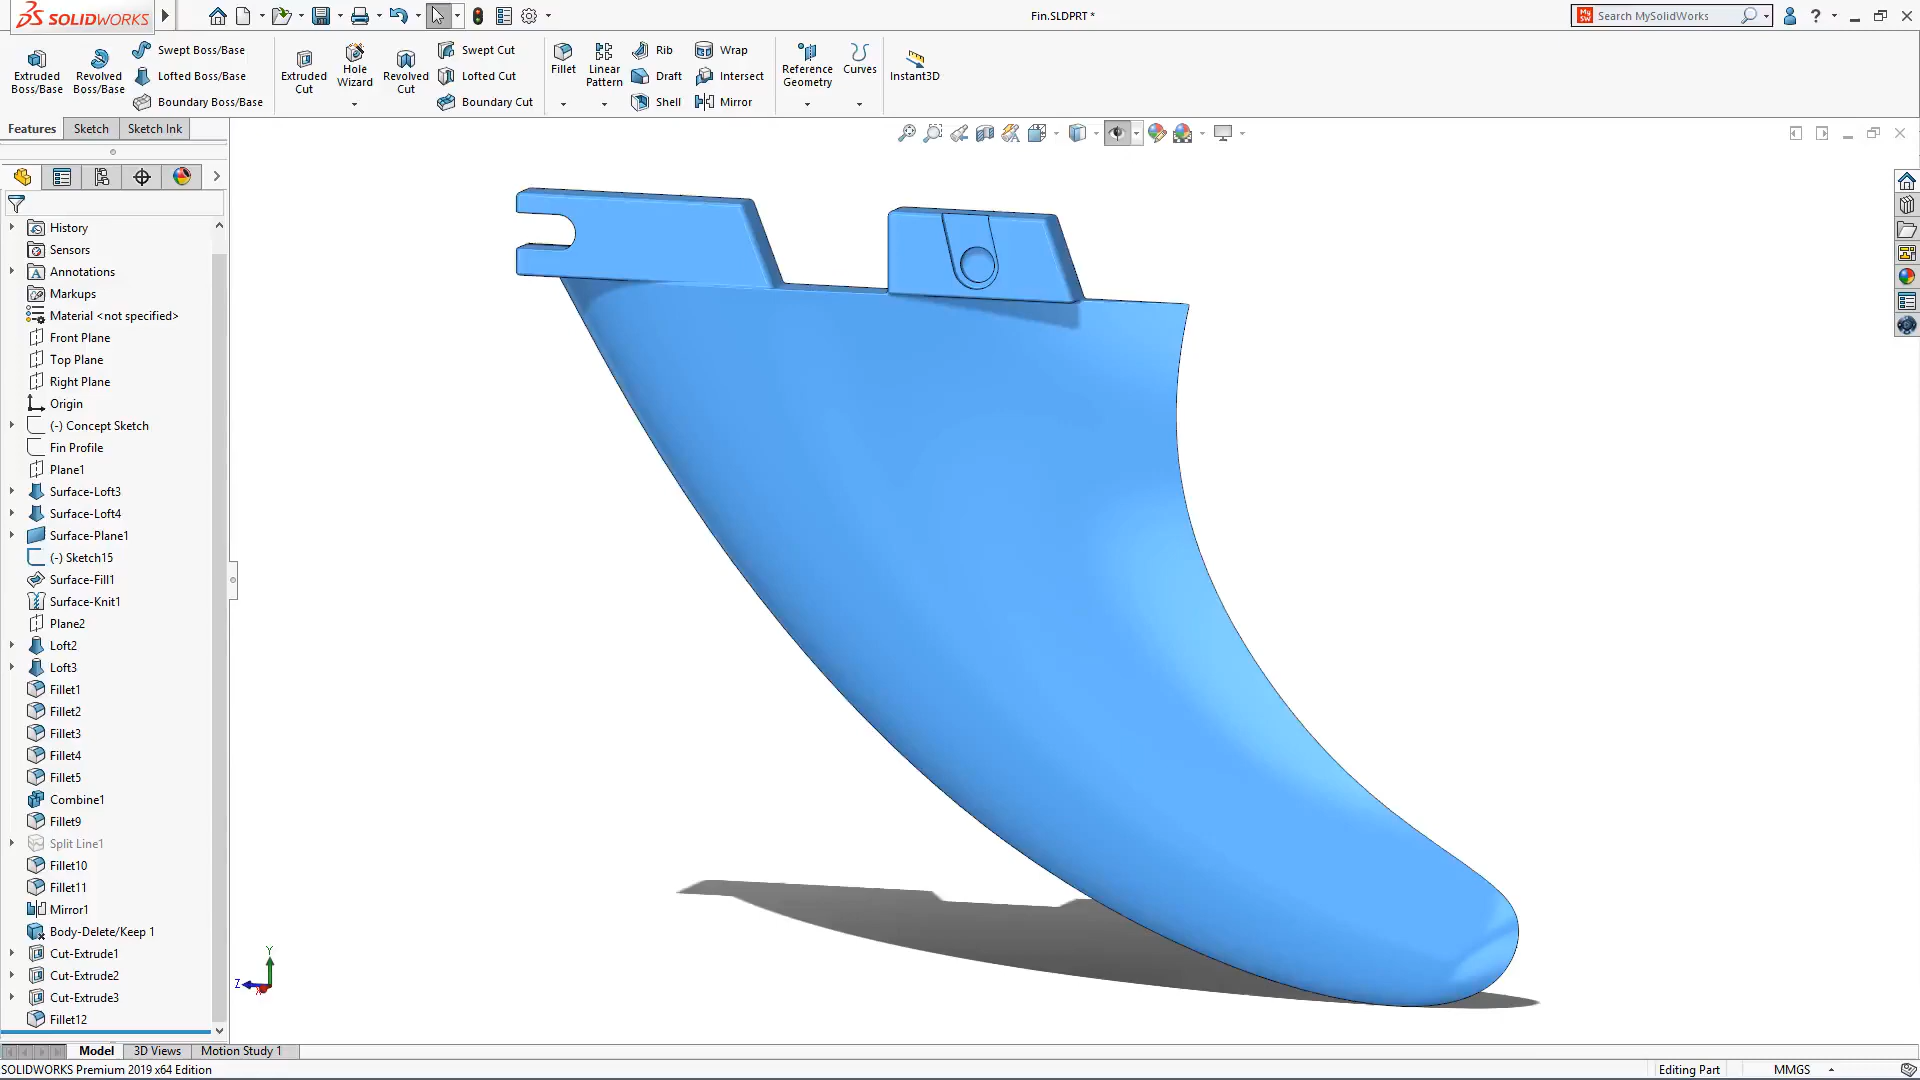 SOLIDWORKS
Fin.SLDPRT *
Search MySolidWorks
Extruded Boss/Base
Revolved Boss/Base
Swept Boss/Base
Lofted Boss/Base
Boundary Boss/Base
Extruded Cut
Hole Wizard
Revolved Cut
Swept Cut
Lofted Cut
Boundary Cut
Fillet
Linear Pattern
Rib
Draft
Shell
Wrap
Intersect
Mirror
Reference Geometry
Curves
Instant3D
Features
Sketch
Sketch Ink
History
Sensors
Annotations
Markups
Material <not specified>
Front Plane
Top Plane
Right Plane
Origin
(-) Concept Sketch
Fin Profile
Plane1
Surface-Loft3
Surface-Loft4
Surface-Plane1
(-) Sketch15
Surface-Fill1
Surface-Knit1
Plane2
Loft2
Loft3
Fillet1
Fillet2
Fillet3
Fillet4
Fillet5
Combine1
Fillet9
Split Line1
Fillet10
Fillet11
Mirror1
Body-Delete/Keep 1
Cut-Extrude1
Cut-Extrude2
Cut-Extrude3
Fillet12
Y
Z
Model
3D Views
Motion Study 1
SOLIDWORKS Premium 2019 x64 Edition
Editing Part
MMGS